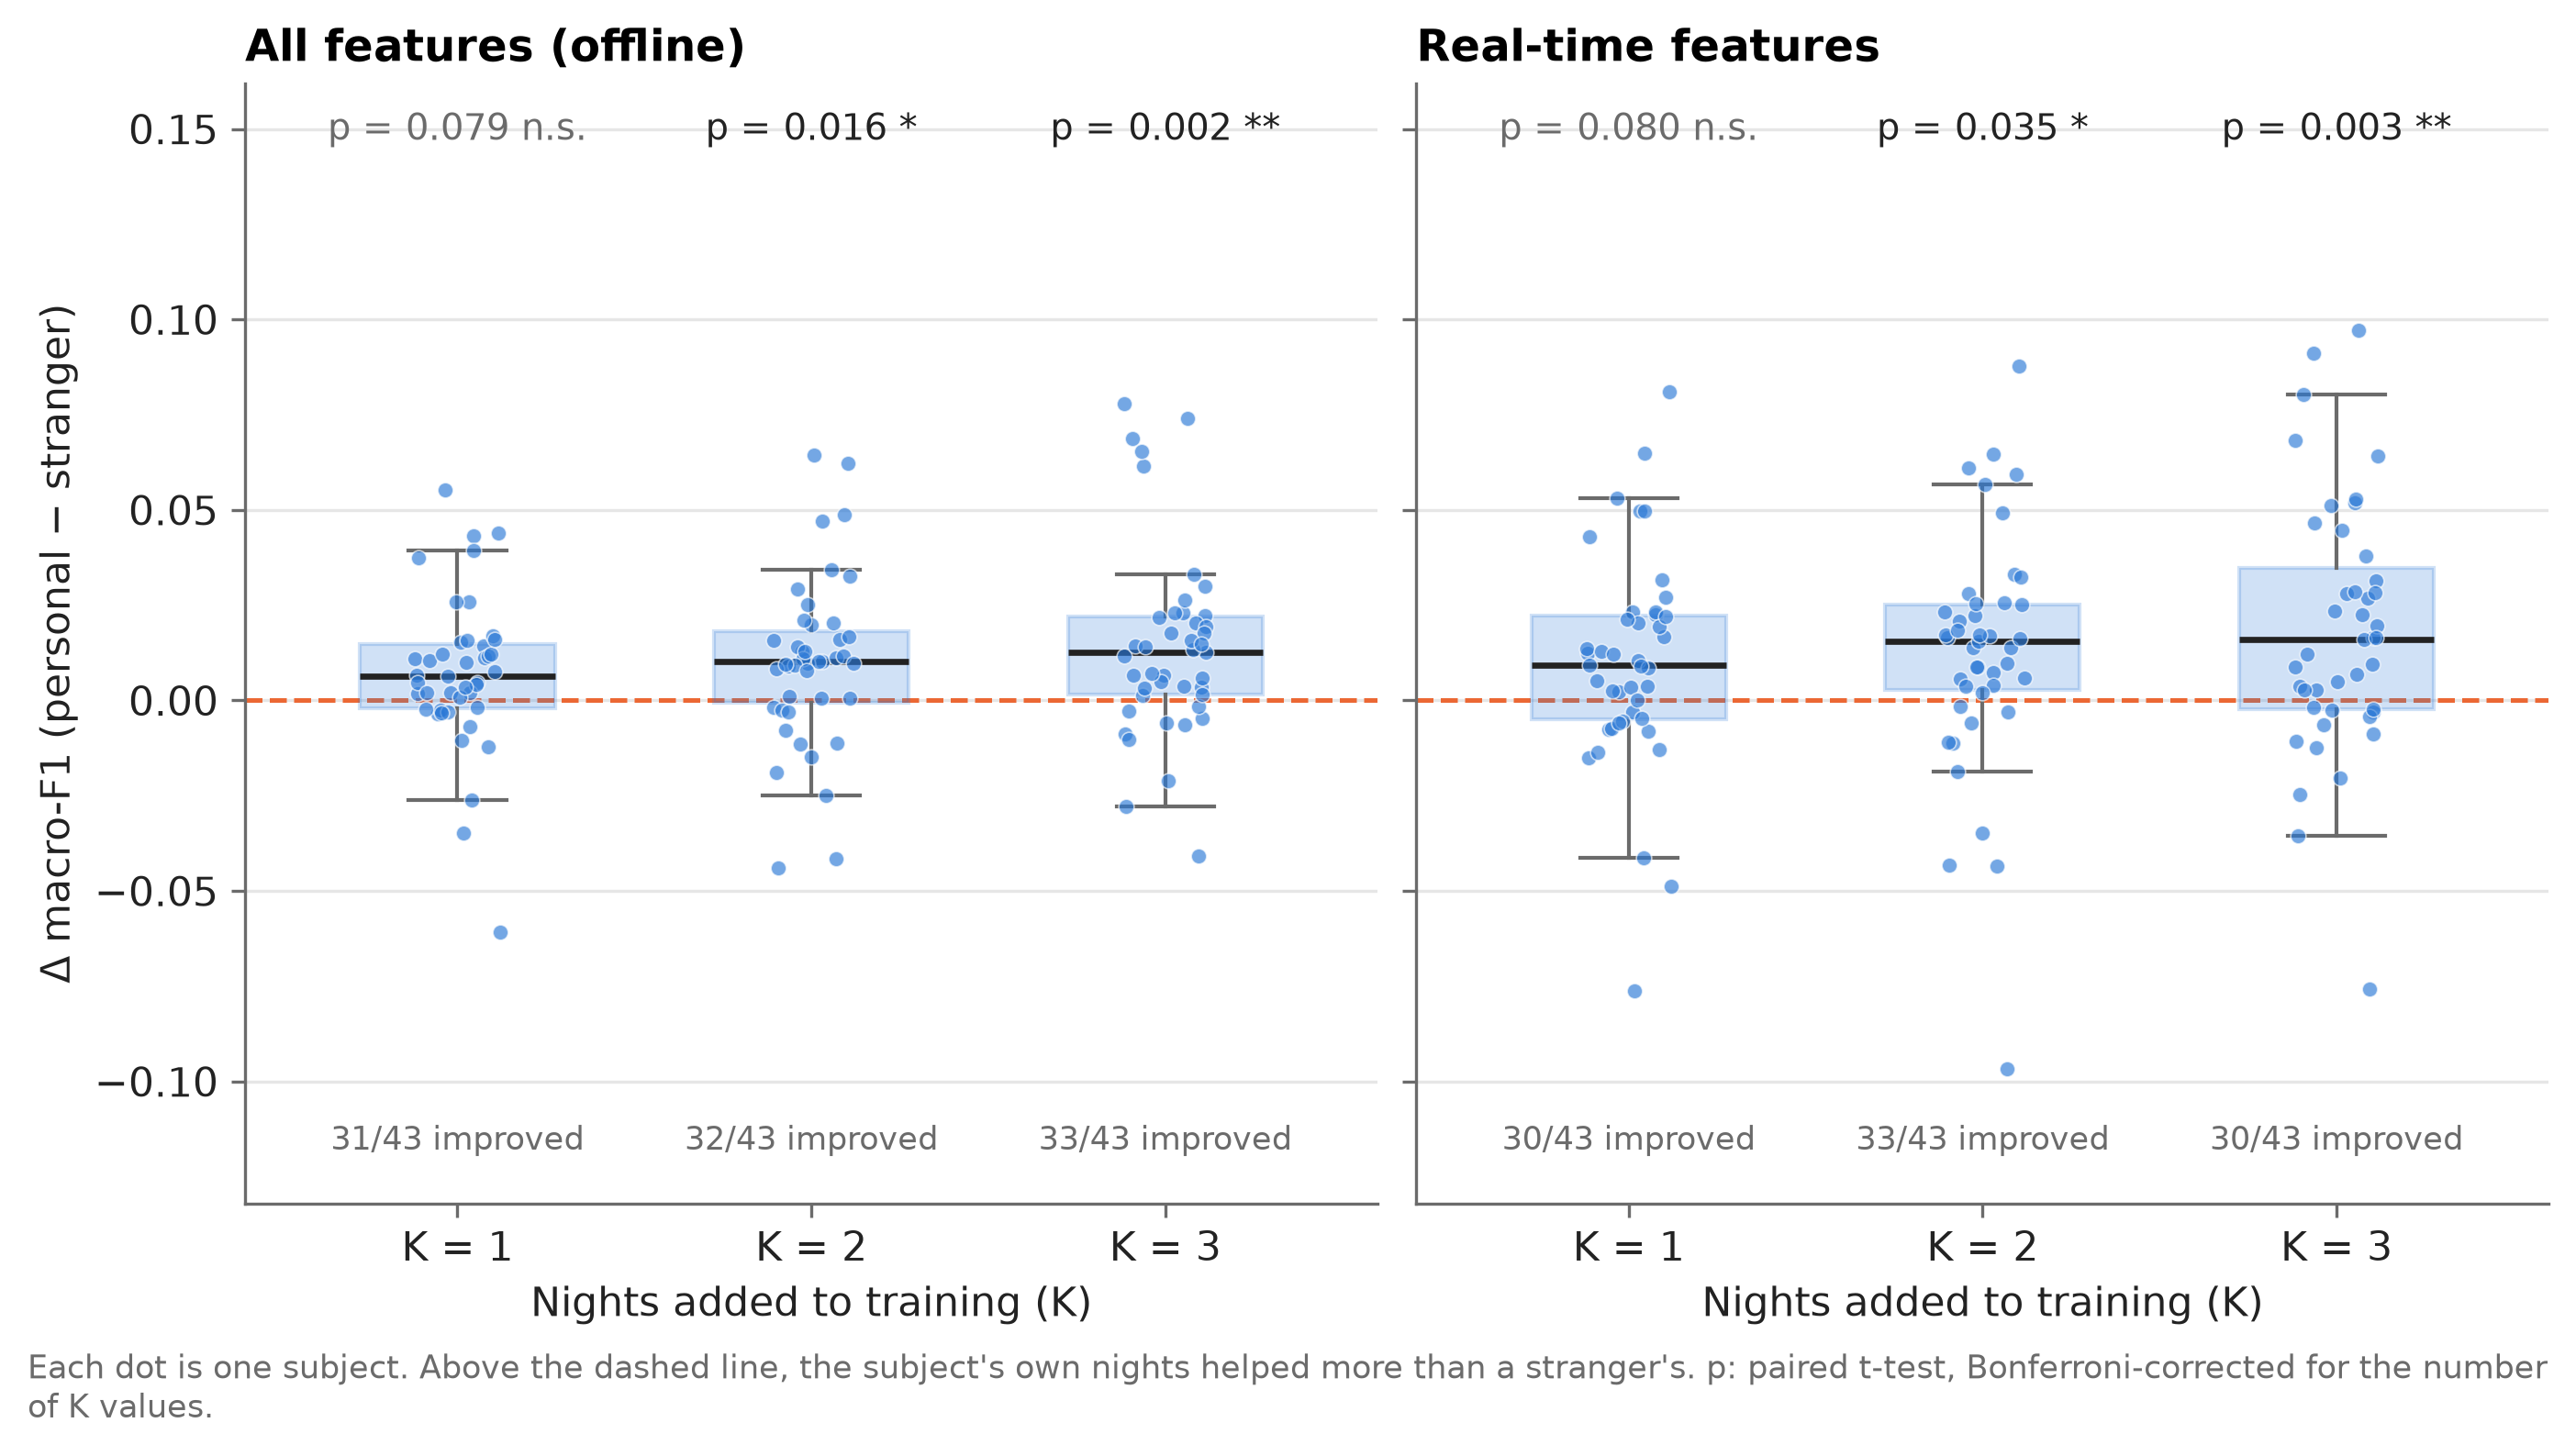 All features (offline)
Real-time features
p = 0.079 n.s.
p = 0.016 *
p = 0.002 **
p = 0.080 n.s.
p = 0.035 *
p = 0.003 **
Δ macro-F1 (personal − stranger)
0.15
0.10
0.05
0.00
−0.05
−0.10
31/43 improved
32/43 improved
33/43 improved
30/43 improved
33/43 improved
30/43 improved
K = 1
K = 2
K = 3
K = 1
K = 2
K = 3
Nights added to training (K)
Nights added to training (K)
Each dot is one subject. Above the dashed line, the subject's own nights helped more than a stranger's. p: paired t-test, Bonferroni-corrected for the number
of K values.